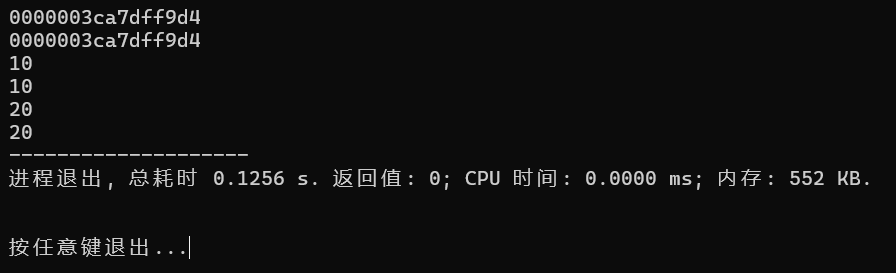 0000003ca7dff9d4
0000003ca7dff9d4
10
10
20
20
--------------------
进程退出, 总耗时 0.1256 s. 返回值: 0; CPU 时间: 0.0000 ms; 内存: 552 KB.
按任意键退出...